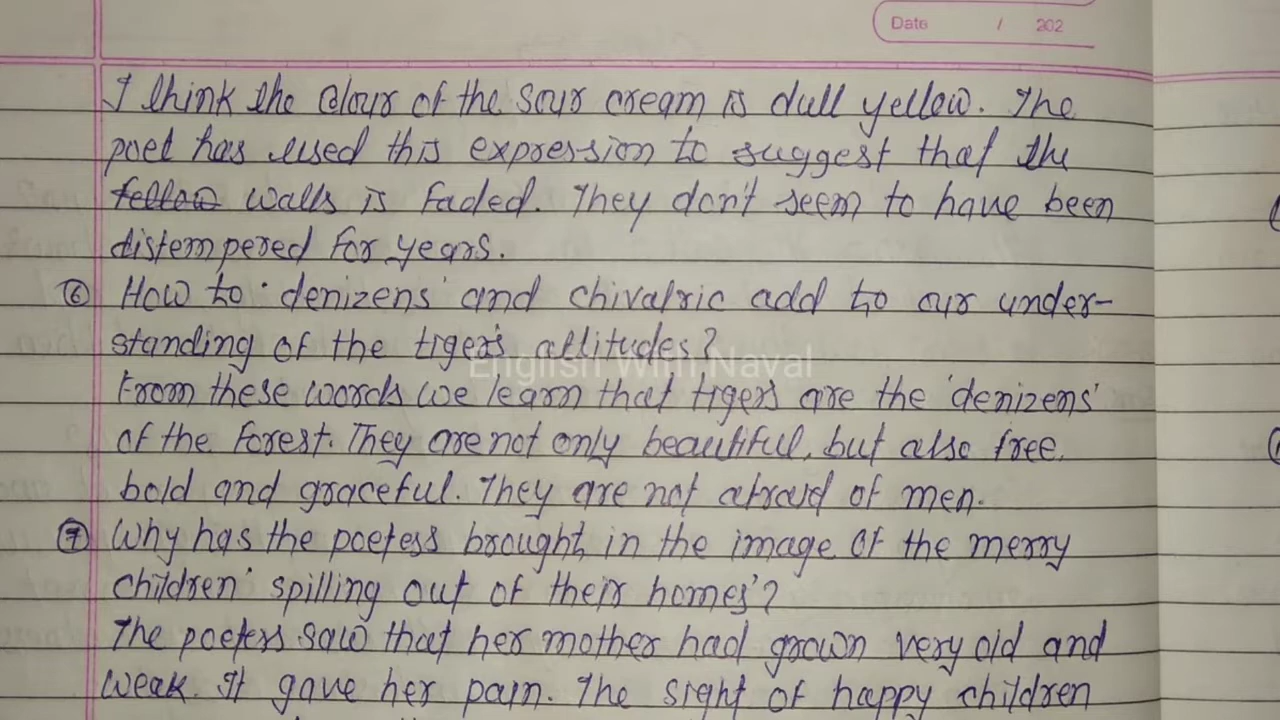 Date / 202
I think the colour of the sour cream is dull yellow. The
poet has used this expression to suggest that the
fellow walls is faded. They don't seem to have been
distempered for years.
⑥ How to 'denizens' and chivalric add to our under-
standing of the tiger's attitudes?
English With Naval
From these words we learn that tigers are the 'denizens'
of the forest. They are not only beautiful, but also free,
bold and graceful. They are not afraid of men.
⑦ Why has the poetess brought in the image of the merry
children 'spilling out of their homes'?
The poetess saw that her mother had grown very old and
weak. It gave her pain. The sight of happy children